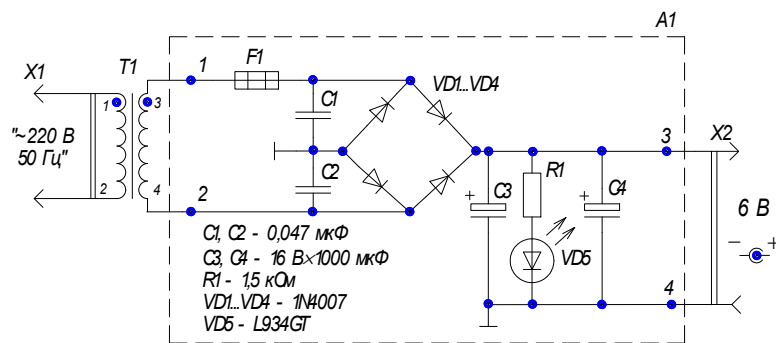 A1
X1
T1
1
F1
C1
VD1...VD4
1
3
"~220 В
50 Гц"
2
4
C2
2
3
X2
R1
+
C3
+
C4
VD5
6 В
− +
4
C1, C2 - 0,047 мкФ
C3, C4 - 16 В×1000 мкФ
R1 - 1,5 кОм
VD1...VD4 - 1N4007
VD5 - L934GT